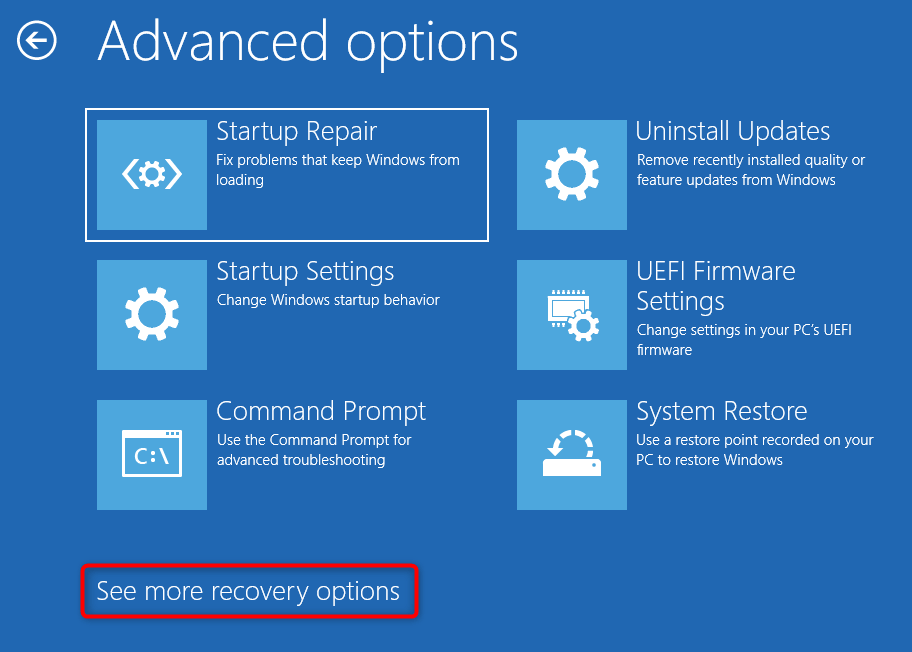 Advanced options
Startup Repair
Fix problems that keep Windows from
loading
Uninstall Updates
Remove recently installed quality or
feature updates from Windows
Startup Settings
Change Windows startup behavior
UEFI Firmware
Settings
Change settings in your PC's UEFI
firmware
C:\
Command Prompt
Use the Command Prompt for
advanced troubleshooting
System Restore
Use a restore point recorded on your
PC to restore Windows
See more recovery options